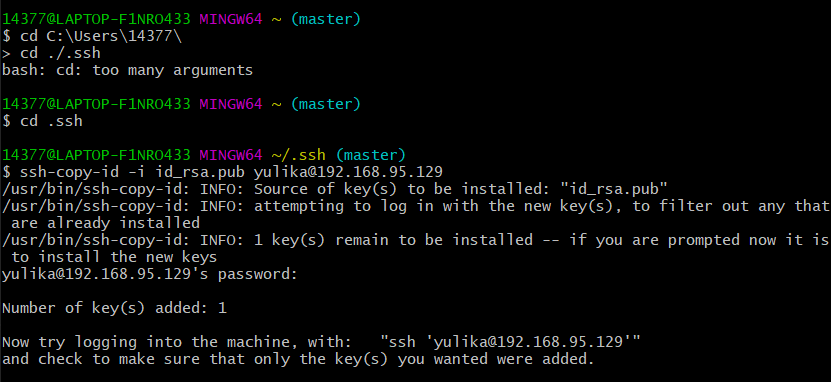 14377@LAPTOP-F1NRO433 MINGW64 ~ (master)
$ cd C:\Users\14377\
> cd ./.ssh
bash: cd: too many arguments
14377@LAPTOP-F1NRO433 MINGW64 ~ (master)
$ cd .ssh
14377@LAPTOP-F1NRO433 MINGW64 ~/.ssh (master)
$ ssh-copy-id -i id_rsa.pub yulika@192.168.95.129
/usr/bin/ssh-copy-id: INFO: Source of key(s) to be installed: "id_rsa.pub"
/usr/bin/ssh-copy-id: INFO: attempting to log in with the new key(s), to filter out any that
are already installed
/usr/bin/ssh-copy-id: INFO: 1 key(s) remain to be installed -- if you are prompted now it is
to install the new keys
yulika@192.168.95.129's password:
Number of key(s) added: 1
Now try logging into the machine, with:   "ssh 'yulika@192.168.95.129'"
and check to make sure that only the key(s) you wanted were added.